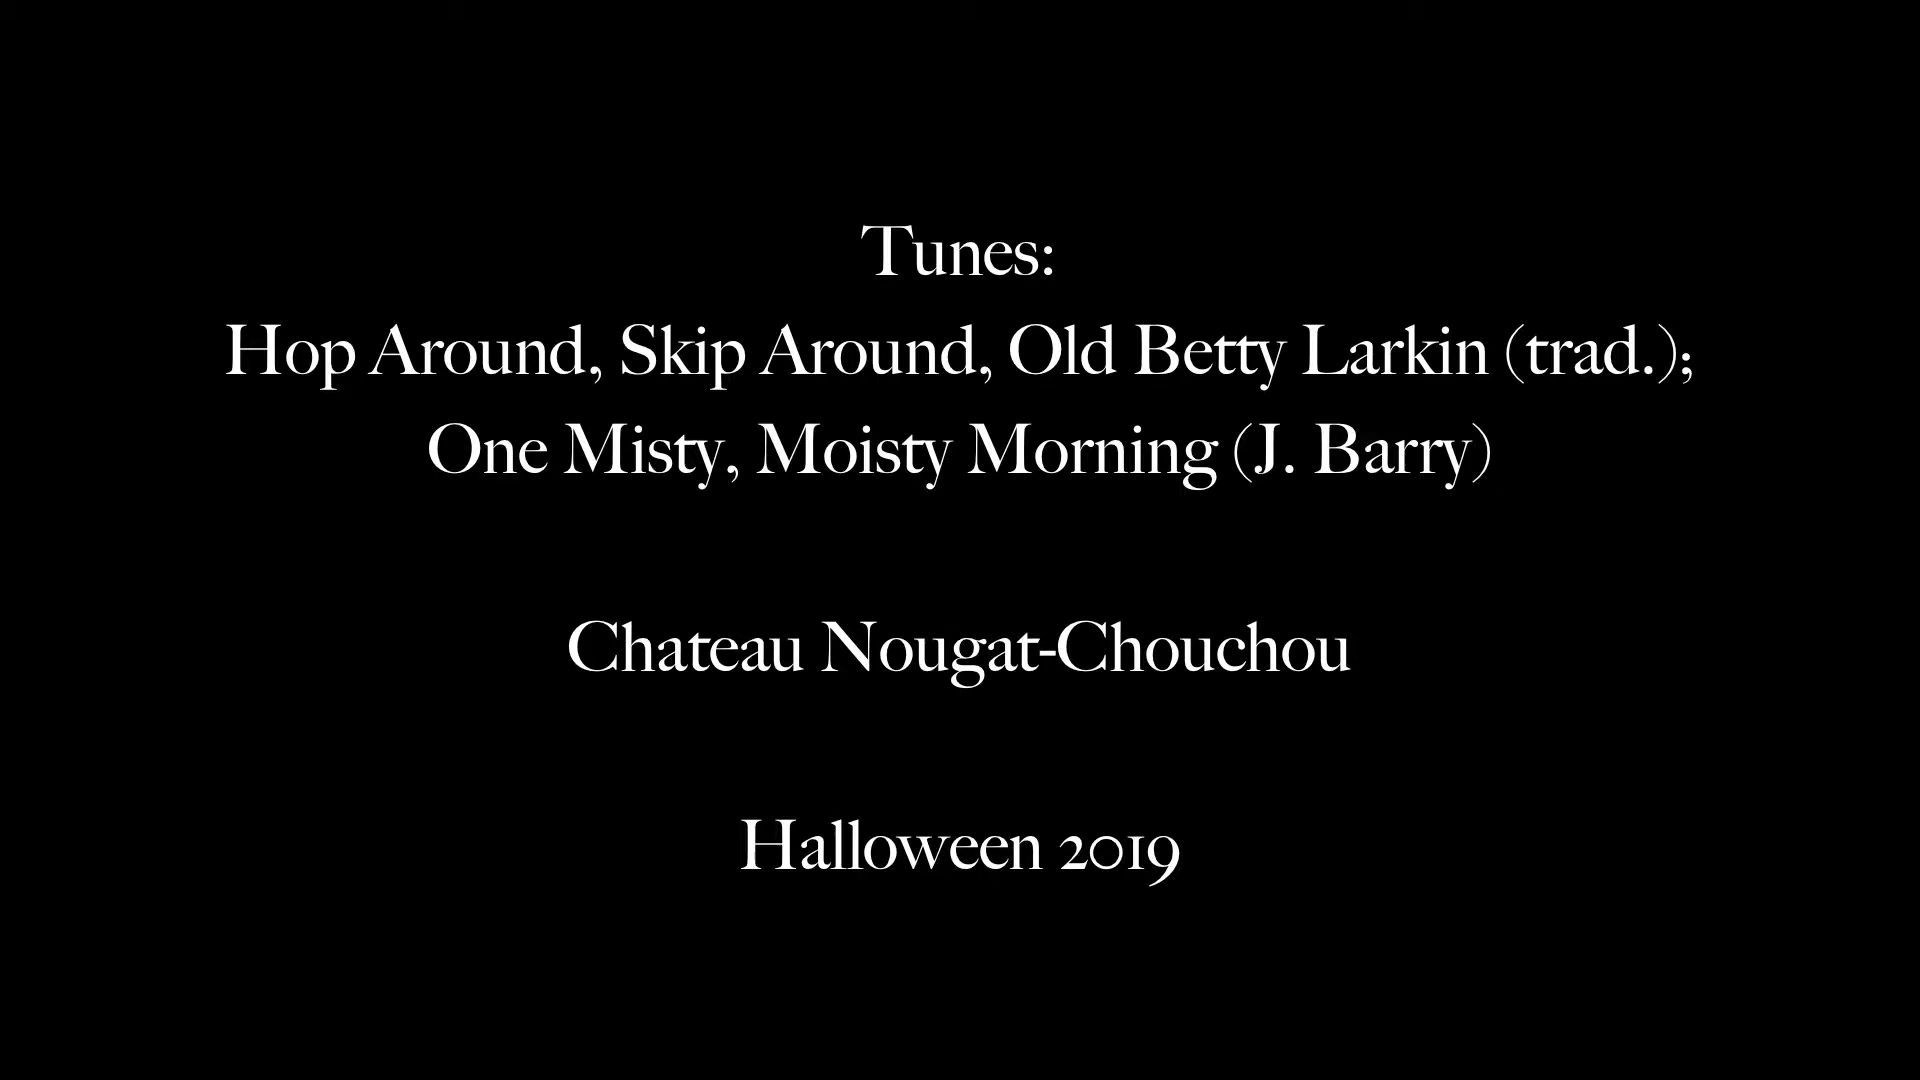 Tunes:
Hop Around, Skip Around, Old Betty Larkin (trad.);
One Misty, Moisty Morning (J. Barry)
Chateau Nougat-Chouchou
Halloween 2019